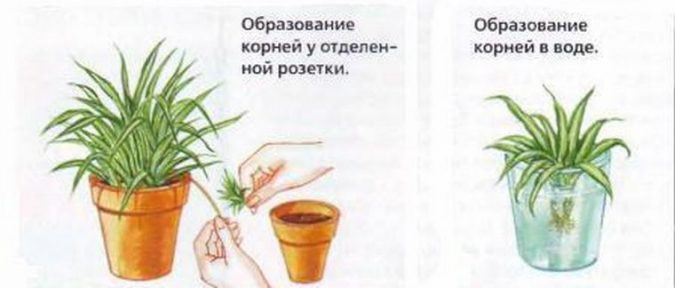 Образование
корней у отделен-
ной розетки.
Образование
корней в воде.